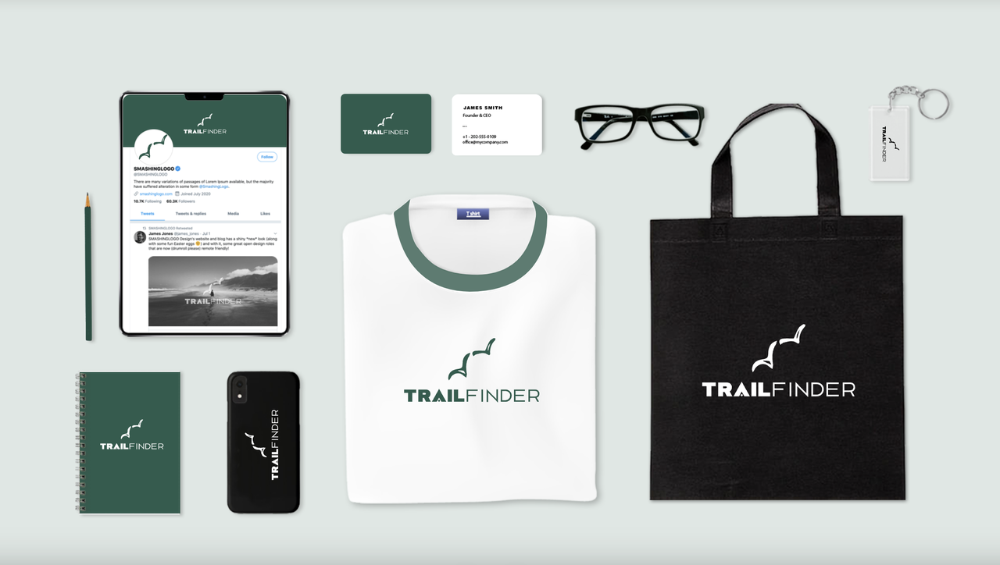 TRAILFINDER
Follow
SMASHINGLOGO
@SMASHINGLOGO
There are many variations of passages of Lorem Ipsum available, but the majority
have suffered alteration in some form @SmashingLogo.
smashinglogo.com Joined July 2020
10.7K Following 60.3K Followers
Tweets Tweets & replies Media Likes
SMASHINGLOGO Retweeted
James Jones @james_jones · Jul 1
SMASHINGLOGO Design's website and blog has a shiny *new* look (along
with some fun Easter eggs 😉) and with it, some great open design roles
that are now (drumroll please) remote friendly!
TRAILFINDER
TRAILFINDER
JAMES SMITH
Founder & CEO
---
+1 - 202-555-0109
office@mycompany.com
TRAILFINDER
T shirt
TRAILFINDER
TRAILFINDER
TRAILFINDER
TRAILFINDER